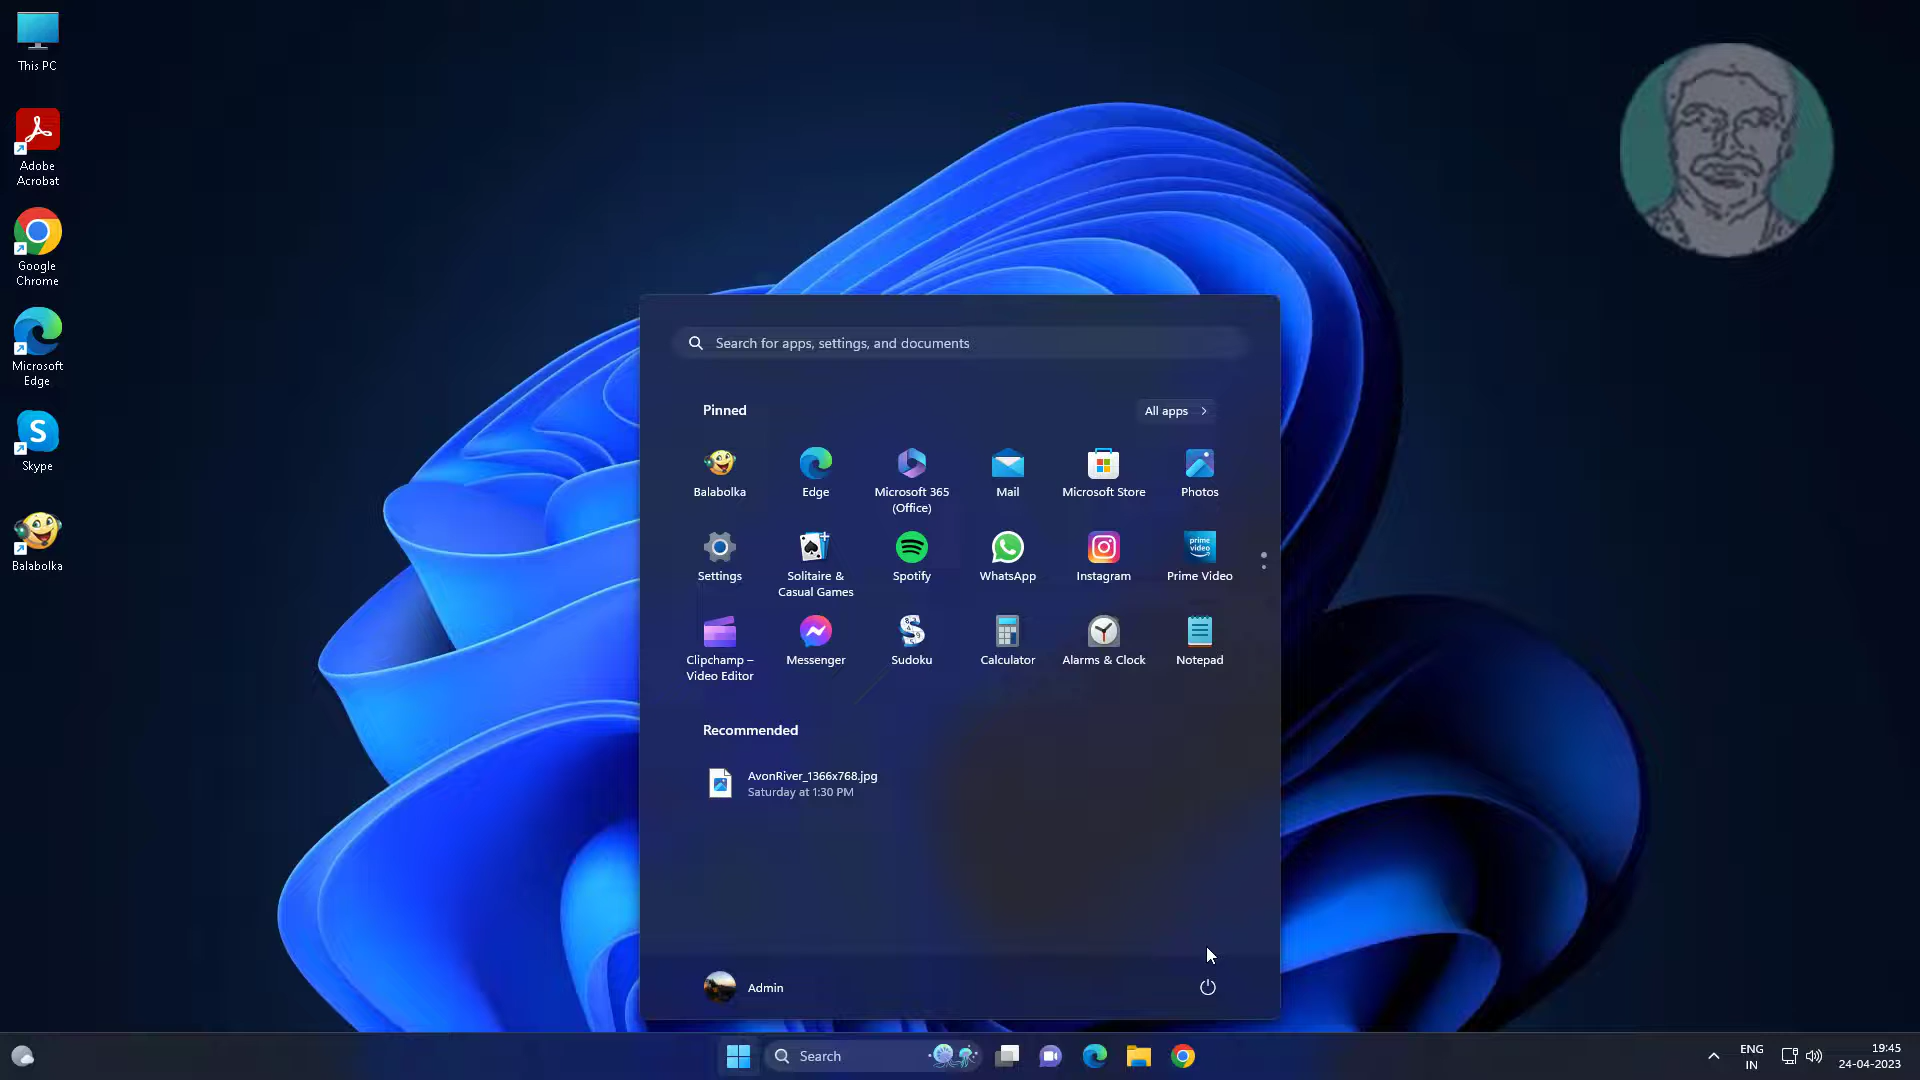 This PC
Adobe
Acrobat
Google
Chrome
Microsoft
Edge
Skype
Balabolka
Search for apps, settings, and documents
Pinned
All apps
Balabolka
Edge
Microsoft 365
(Office)
Mail
Microsoft Store
Photos
Settings
Solitaire &
Casual Games
Spotify
WhatsApp
Instagram
prime
video
Prime Video
Clipchamp –
Video Editor
Messenger
Sudoku
Calculator
Alarms & Clock
Notepad
Recommended
AvonRiver_1366x768.jpg
Saturday at 1:30 PM
Admin
Search
ENG
IN
19:45
24-04-2023